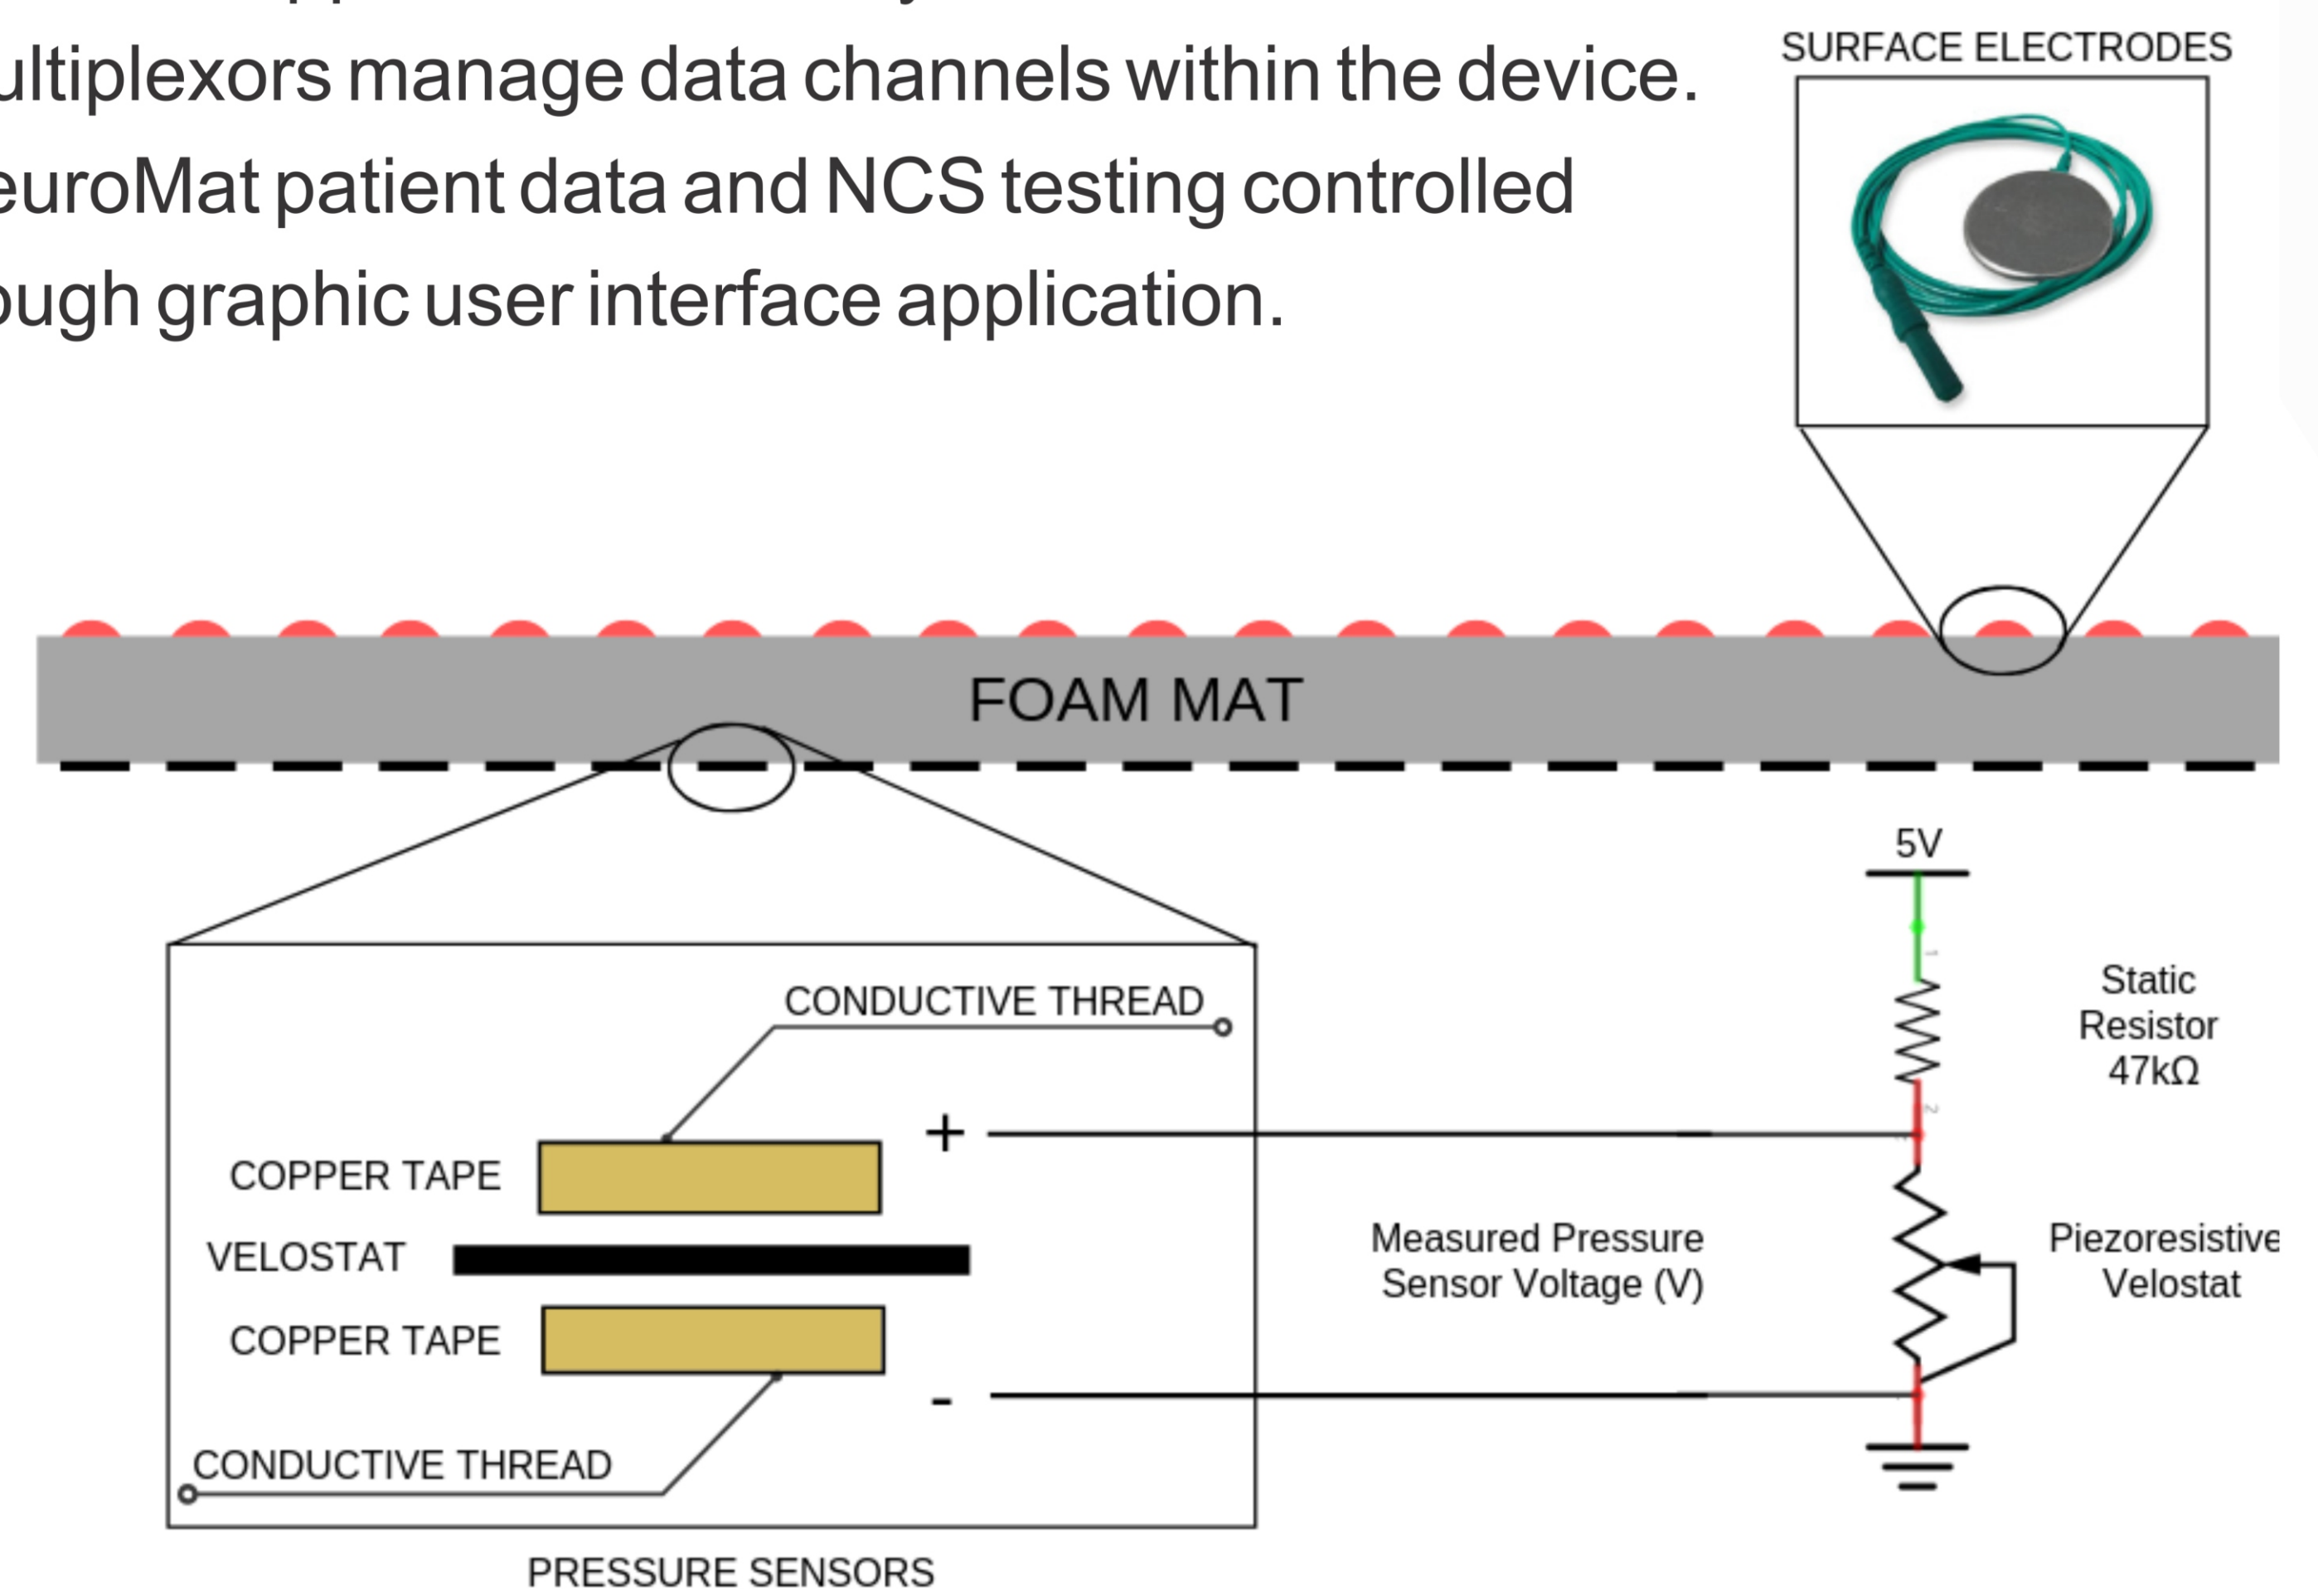 ultiplexors manage data channels within the device.
euroMat patient data and NCS testing controlled
ough graphic user interface application.
SURFACE ELECTRODES
FOAM MAT
5V
1
Static
Resistor
47kΩ
2
CONDUCTIVE THREAD
+
COPPER TAPE
VELOSTAT
COPPER TAPE
-
CONDUCTIVE THREAD
Measured Pressure
Sensor Voltage (V)
Piezoresistive
Velostat
PRESSURE SENSORS